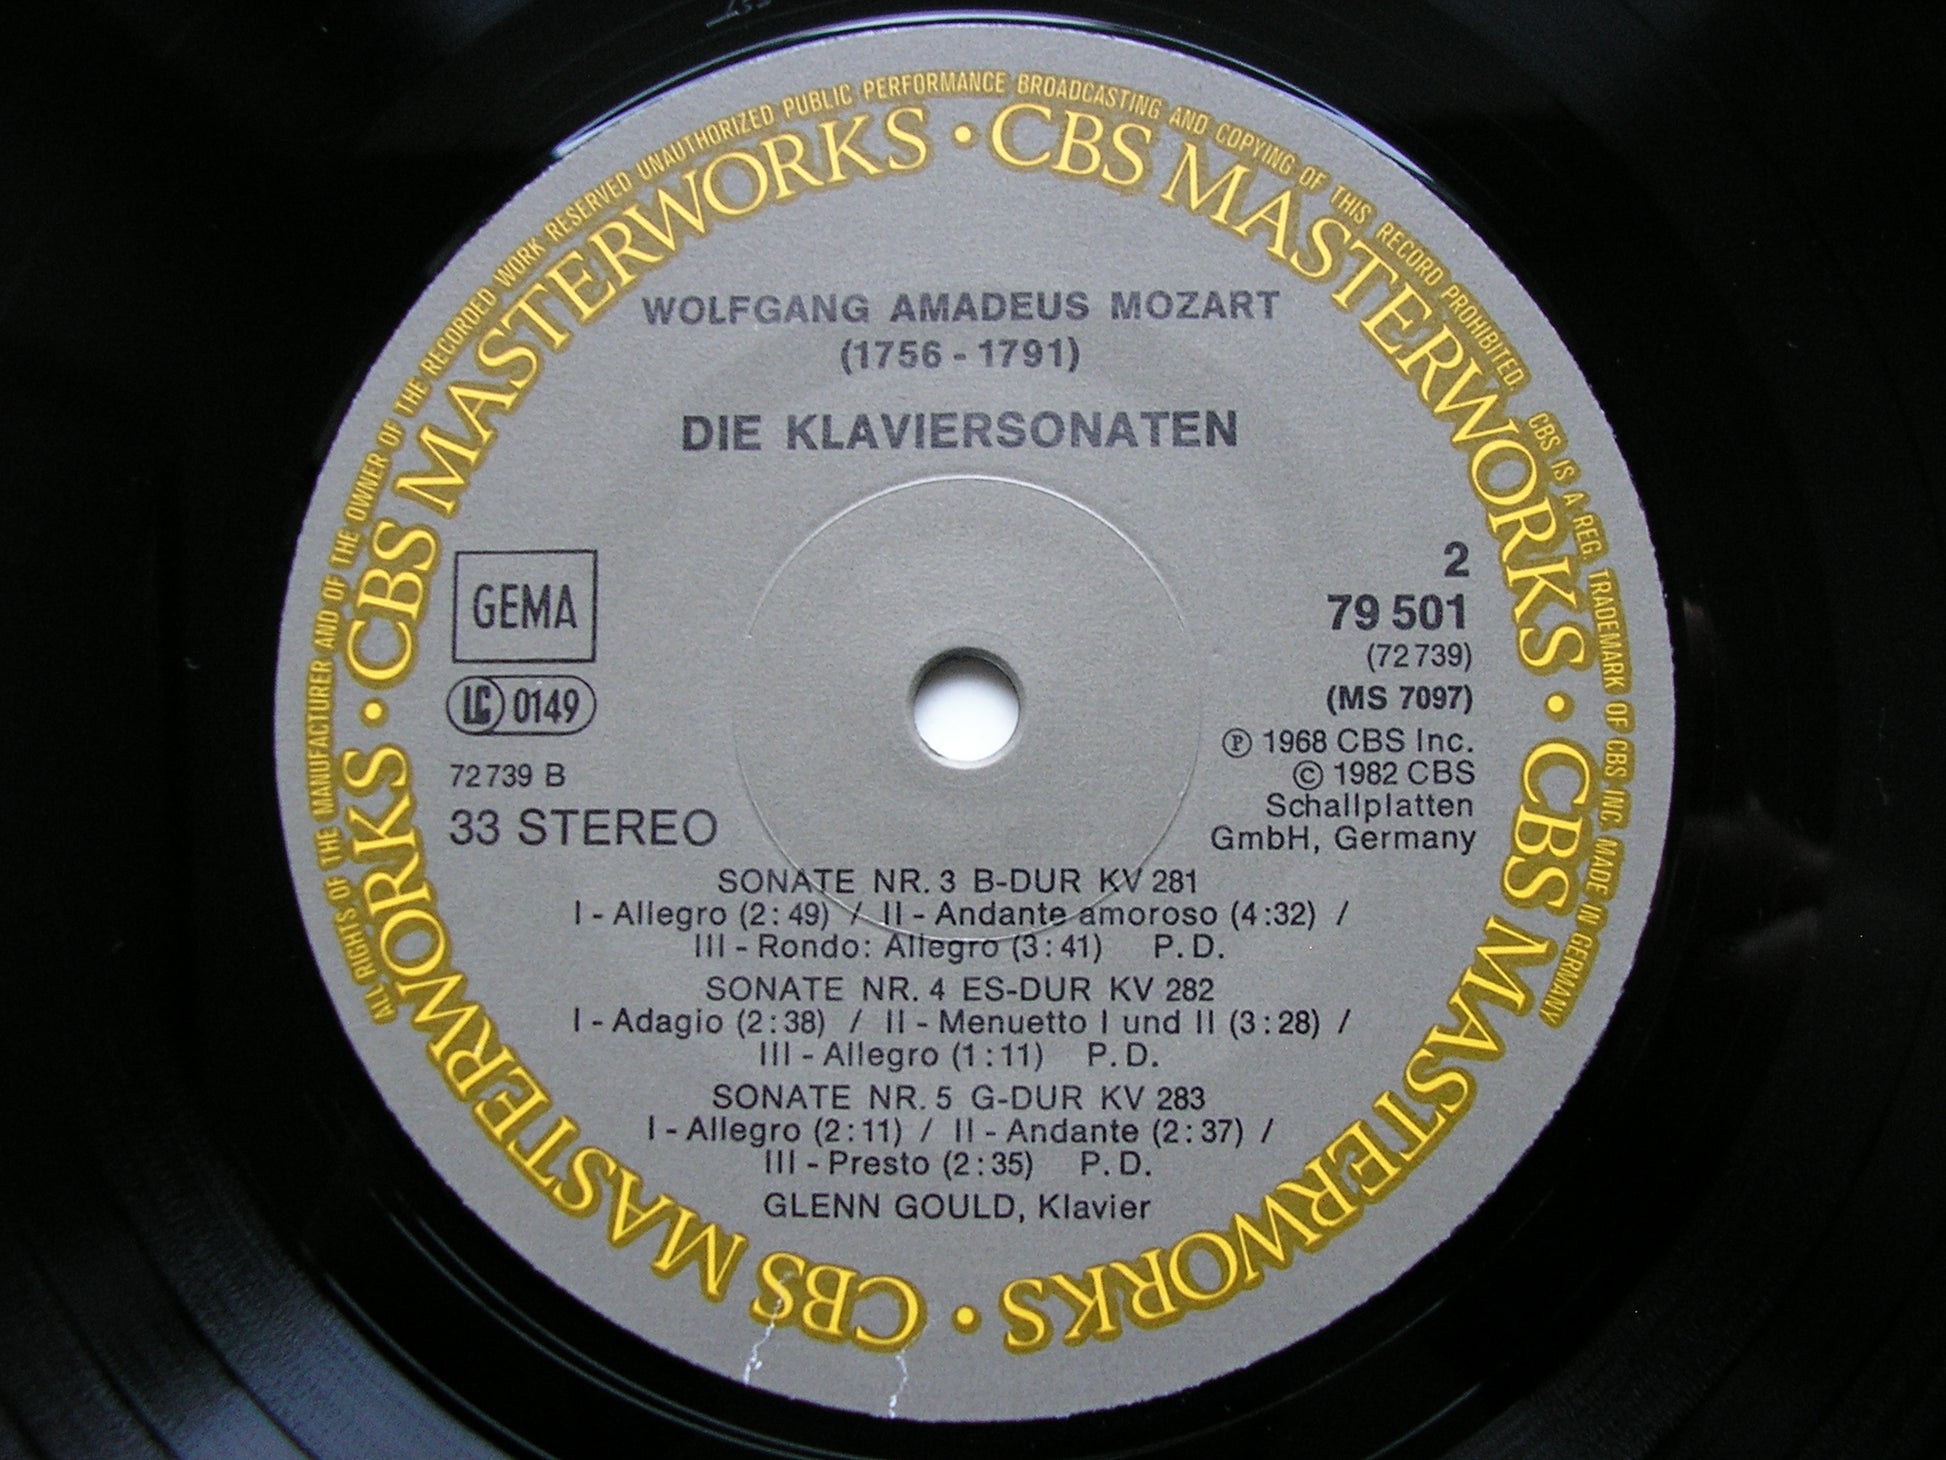 ALL RIGHTS OF THE MANUFACTURER AND OF THE OWNER OF THE RECORDED WORK RESERVED UNAUTHORIZED PUBLIC PERFORMANCE BROADCASTING AND COPYING OF THIS RECORD PROHIBITED.
CBS IS A REG. TRADEMARK OF CBS INC. MADE IN GERMANY
CBS MASTERWORKS • CBS MASTERWORKS • CBS MASTERWORKS • CBS MASTERWORKS •
WOLFGANG AMADEUS MOZART
(1756 - 1791)
DIE KLAVIERSONATEN
GEMA
LC 0149
72 739 B
33 STEREO
2
79 501
(72 739)
(MS 7097)
Ⓟ 1968 CBS Inc.
© 1982 CBS
Schallplatten
GmbH, Germany
SONATE NR. 3 B-DUR KV 281
I - Allegro (2:49) / II - Andante amoroso (4:32) /
III - Rondo: Allegro (3:41) P.D.
SONATE NR. 4 ES-DUR KV 282
I - Adagio (2:38) / II - Menuetto I und II (3:28) /
III - Allegro (1:11) P.D.
SONATE NR. 5 G-DUR KV 283
I - Allegro (2:11) / II - Andante (2:37) /
III - Presto (2:35) P.D.
GLENN GOULD, Klavier